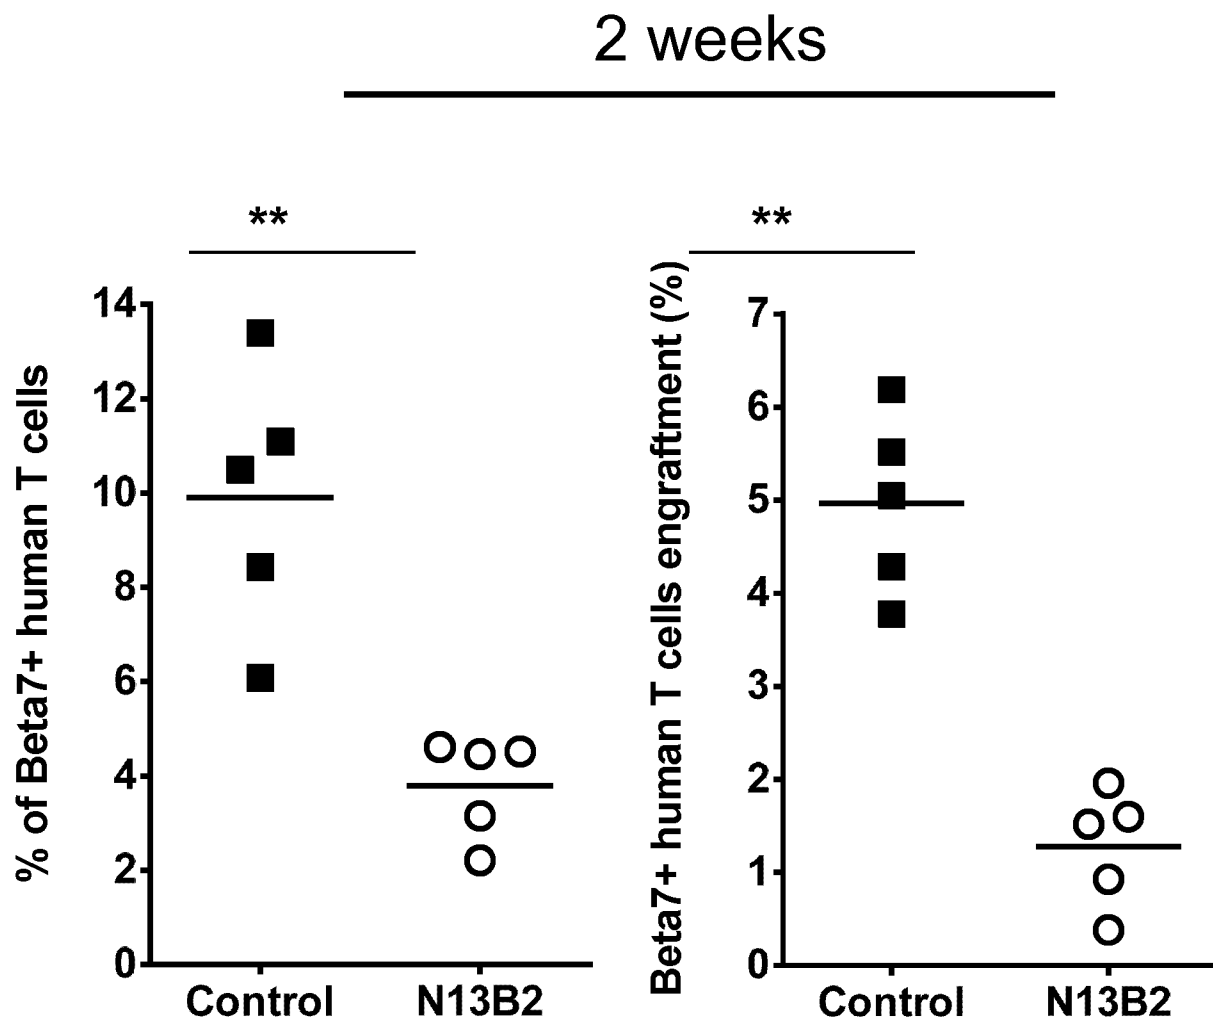 2 weeks
**
**
% of Beta7+ human T cells
14
12
10
8
6
4
2
0
Control
N13B2
Beta7+ human T cells engraftment (%)
7
6
5
4
3
2
1
0
Control
N13B2